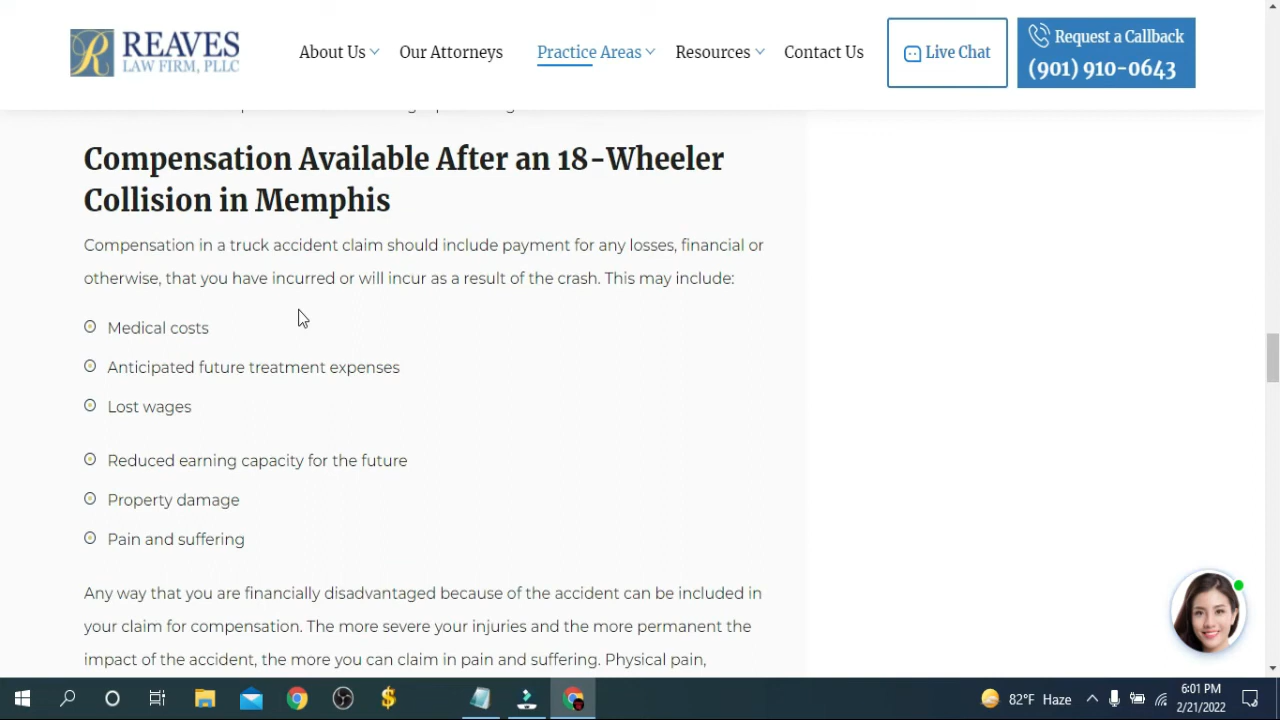 REAVES
LAW FIRM, PLLC
About Us
Our Attorneys
Practice Areas
Resources
Contact Us
Live Chat
Request a Callback
(901) 910-0643
Compensation Available After an 18-Wheeler
Collision in Memphis
Compensation in a truck accident claim should include payment for any losses, financial or
otherwise, that you have incurred or will incur as a result of the crash. This may include:
Medical costs
Anticipated future treatment expenses
Lost wages
Reduced earning capacity for the future
Property damage
Pain and suffering
Any way that you are financially disadvantaged because of the accident can be included in
your claim for compensation. The more severe your injuries and the more permanent the
impact of the accident, the more you can claim in pain and suffering. Physical pain,
82°F Haze
6:01 PM
2/21/2022